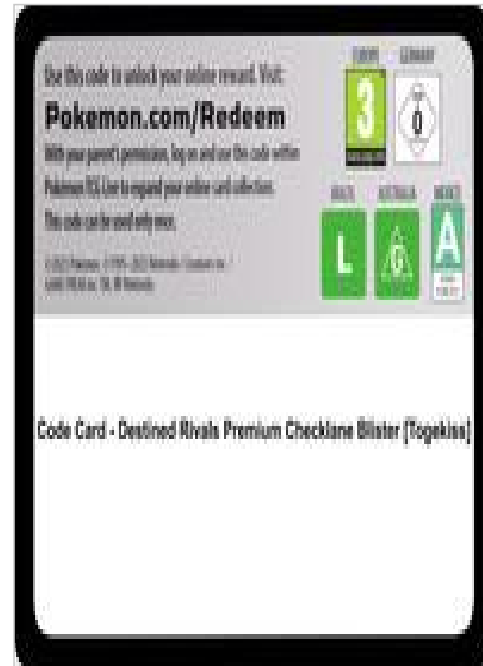 Use this code to unlock your online reward. Visit:
Pokemon.com/Redeem
With your parent's permission, log on and use the code within
Pokémon TCG Live to expand your online card collection.
This code can be used only once.
EUROPE GERMANY
3
0
BRAZIL AUSTRALIA MEXICO
L
G
A
Code Card - Destined Rivals Premium Checklane Blister [Togekiss]